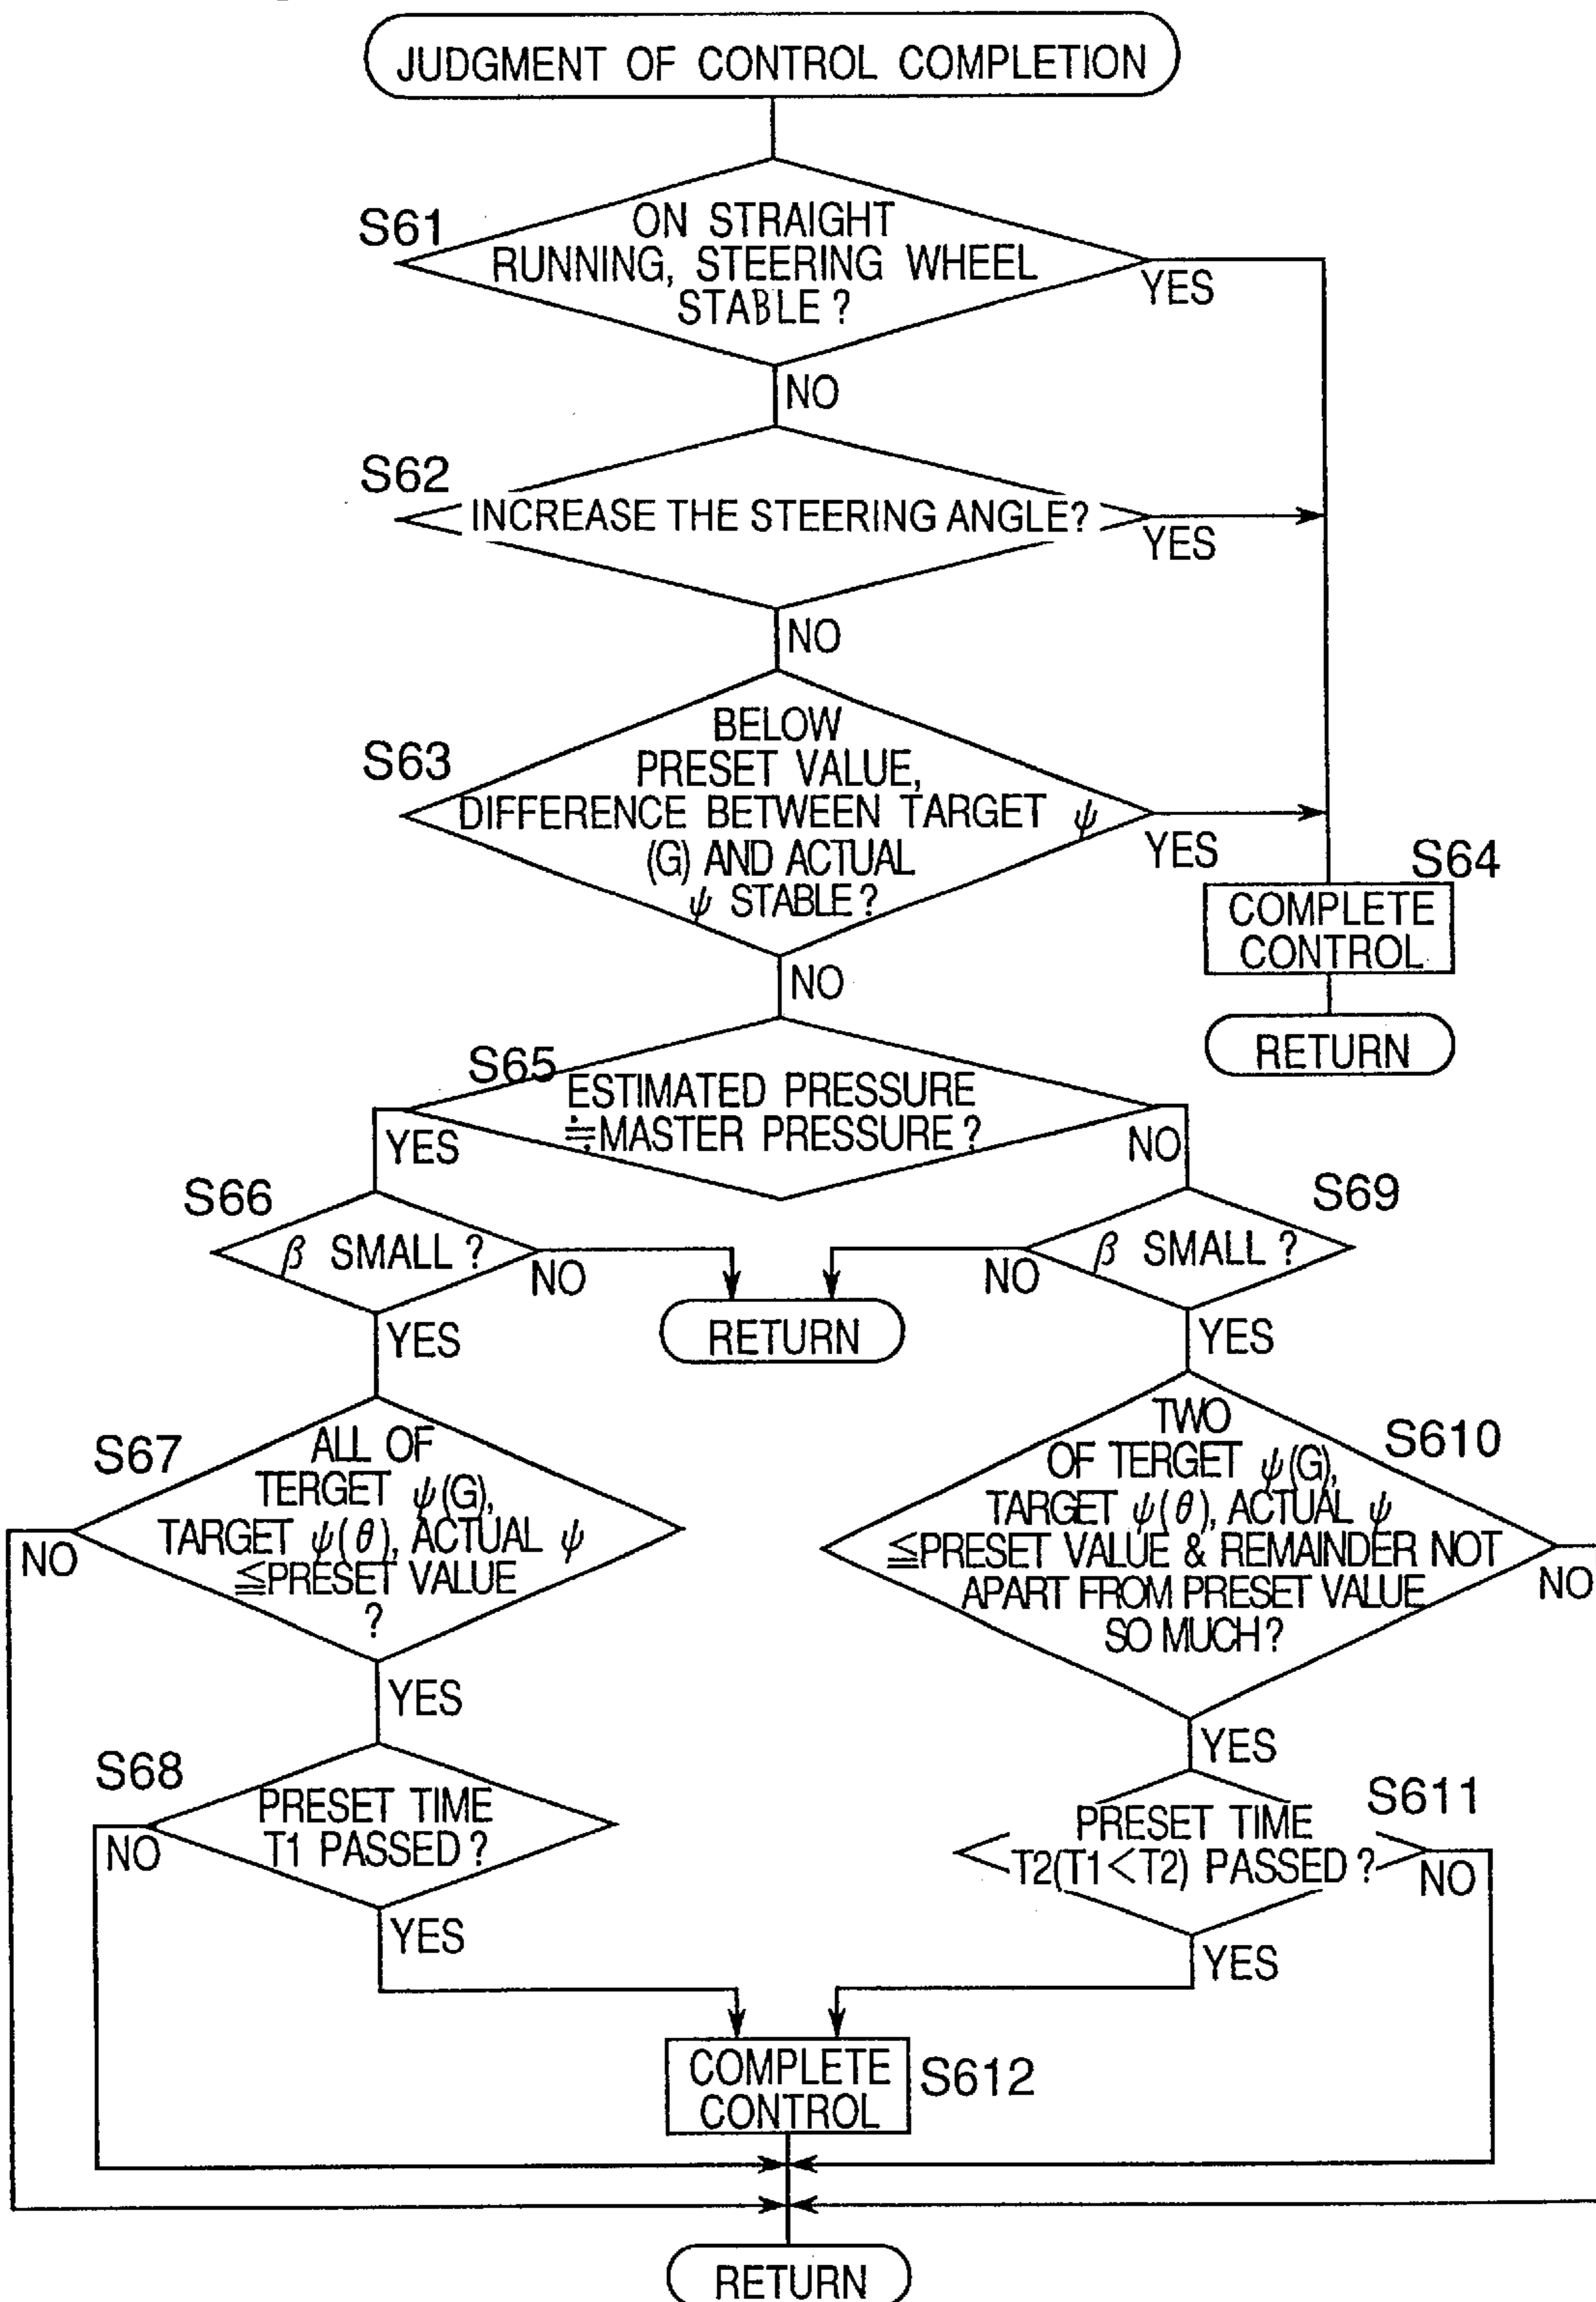 JUDGMENT OF CONTROL COMPLETION
S61
ON STRAIGHT
RUNNING, STEERING WHEEL
STABLE ?
YES
NO
S62
INCREASE THE STEERING ANGLE?
YES
NO
S63
BELOW
PRESET VALUE,
DIFFERENCE BETWEEN TARGET ψ
(G) AND ACTUAL
ψ STABLE ?
YES
NO
S64
COMPLETE
CONTROL
RETURN
S65
ESTIMATED PRESSURE
≒MASTER PRESSURE ?
YES
NO
S66
β SMALL ?
NO
YES
S69
β SMALL ?
NO
YES
RETURN
S67
ALL OF
TERGET ψ(G),
TARGET ψ(θ), ACTUAL ψ
≦PRESET VALUE
?
NO
YES
S610
TWO
OF TERGET ψ(G),
TARGET ψ(θ), ACTUAL ψ
≦PRESET VALUE & REMAINDER NOT
APART FROM PRESET VALUE
SO MUCH ?
NO
YES
S68
PRESET TIME
T1 PASSED ?
NO
YES
S611
PRESET TIME
T2(T1<T2) PASSED ?
NO
YES
COMPLETE
CONTROL
S612
RETURN